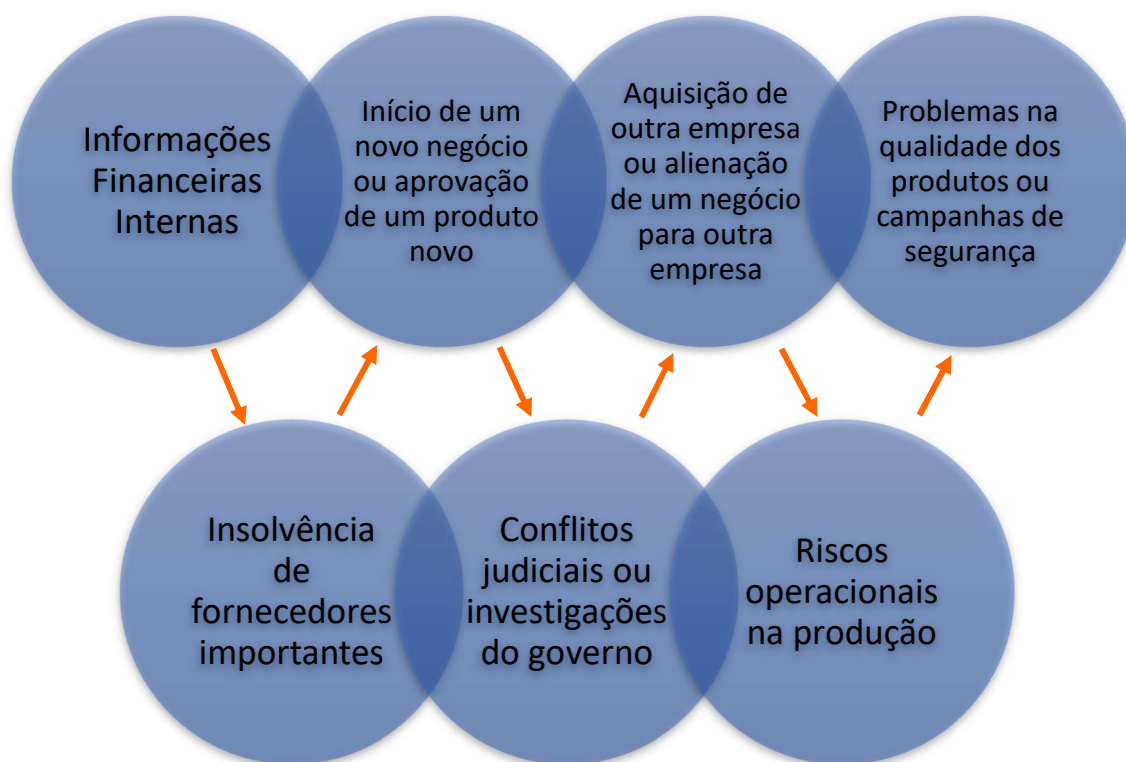 Informações
Financeiras
Internas
Início de um
novo negócio
ou aprovação
de um produto
novo
Aquisição de
outra empresa
ou alienação
de um negócio
para outra
empresa
Problemas na
qualidade dos
produtos ou
campanhas de
segurança
Insolvência
de
fornecedores
importantes
Conflitos
judiciais ou
investigações
do governo
Riscos
operacionais
na produção